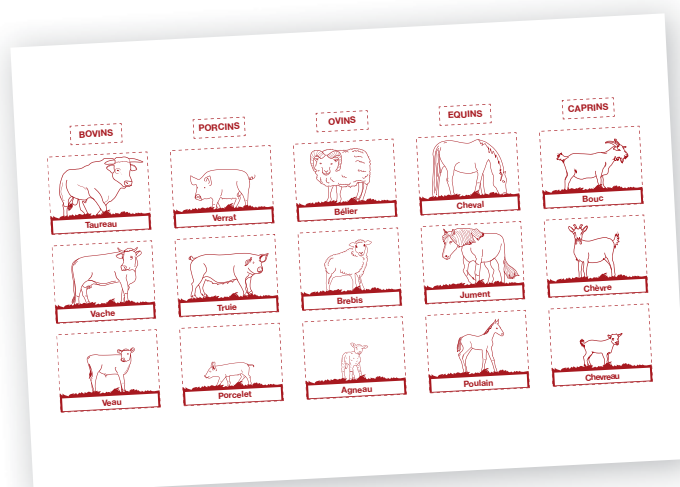 BOVINS
PORCINS
OVINS
EQUINS
CAPRINS
Taureau
Verrat
Bélier
Cheval
Bouc
Vache
Truie
Brebis
Jument
Chèvre
Veau
Porcelet
Agneau
Poulain
Chevreau